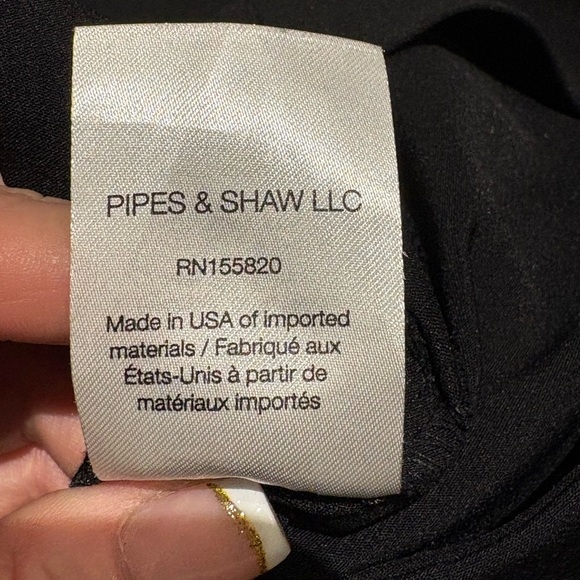 PIPES & SHAW LLC
RN155820
Made in USA of imported
materials / Fabriqué aux
États-Unis à partir de
matériaux importés